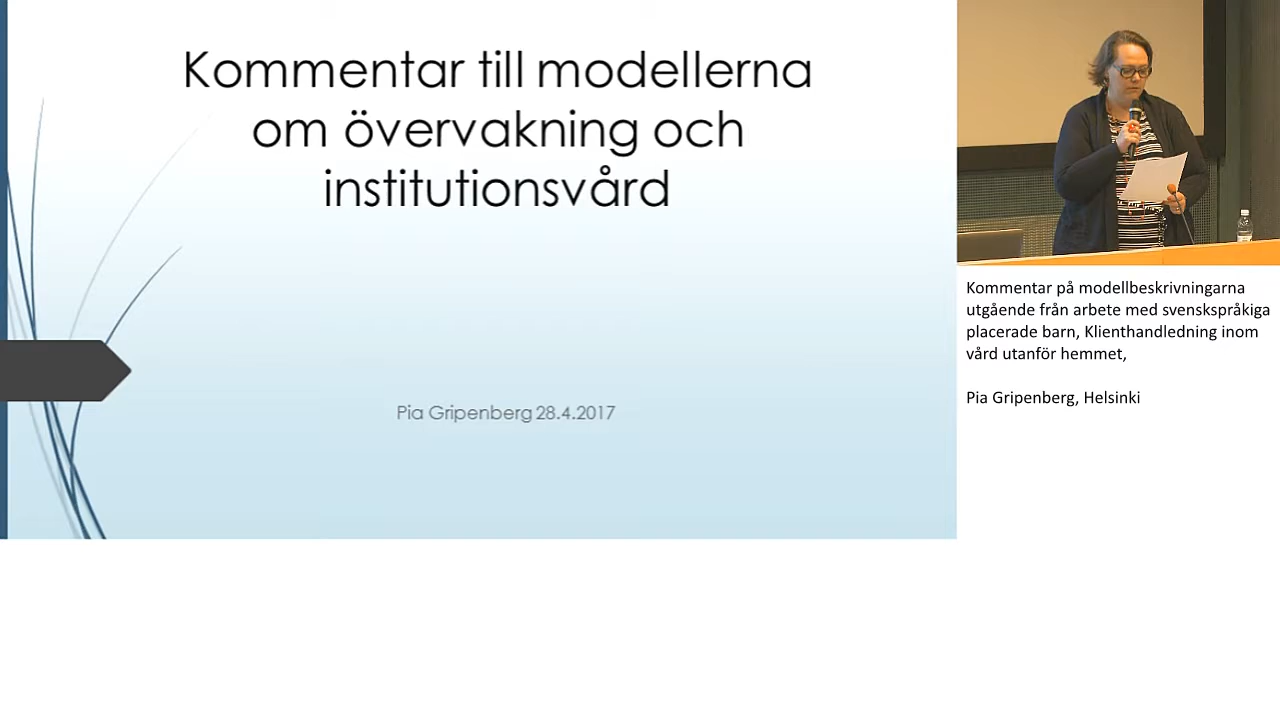 Kommentar till modellerna
om övervakning och
institutionsvård
Pia Gripenberg 28.4.2017
Kommentar på modellbeskrivningarna
utgående från arbete med svenskspråkiga
placerade barn, Klienthandledning inom
vård utanför hemmet,
Pia Gripenberg, Helsinki